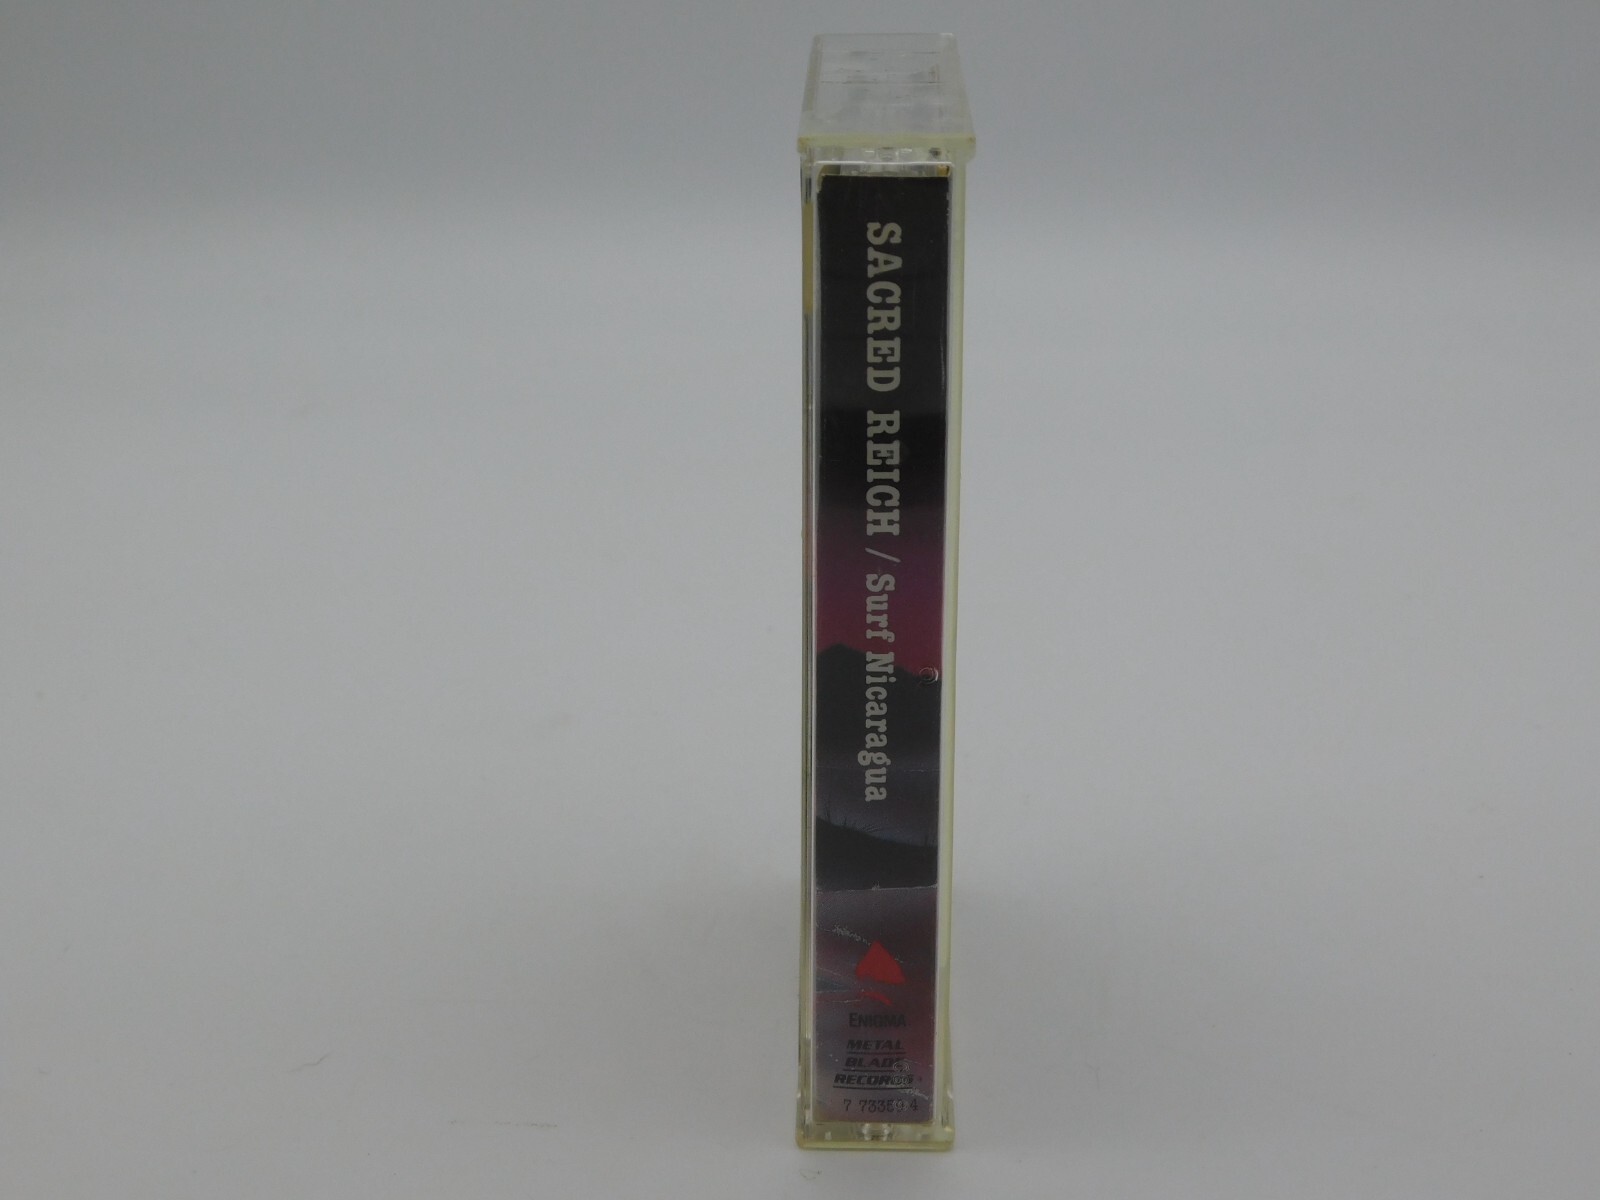 SACRED REICH / Surf Nicaragua
ENIGMA
METAL
BLADE
RECORDS
7 73359 4